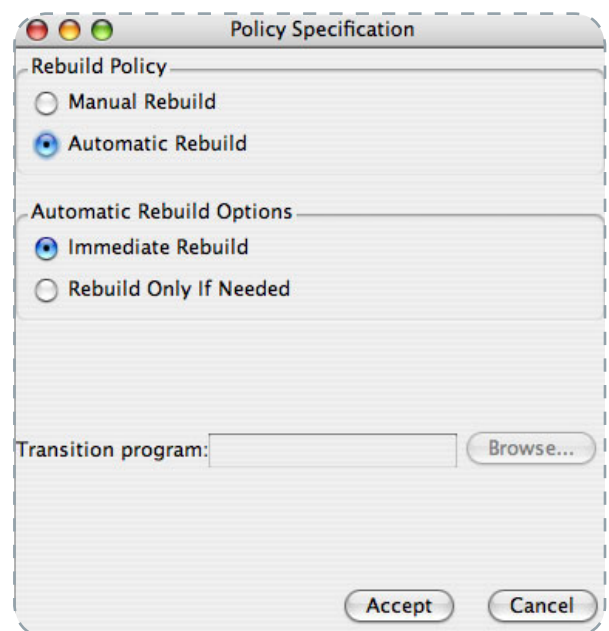 Policy Specification
Rebuild Policy
Manual Rebuild
Automatic Rebuild
Automatic Rebuild Options
Immediate Rebuild
Rebuild Only If Needed
Transition program:
Browse...
Accept
Cancel